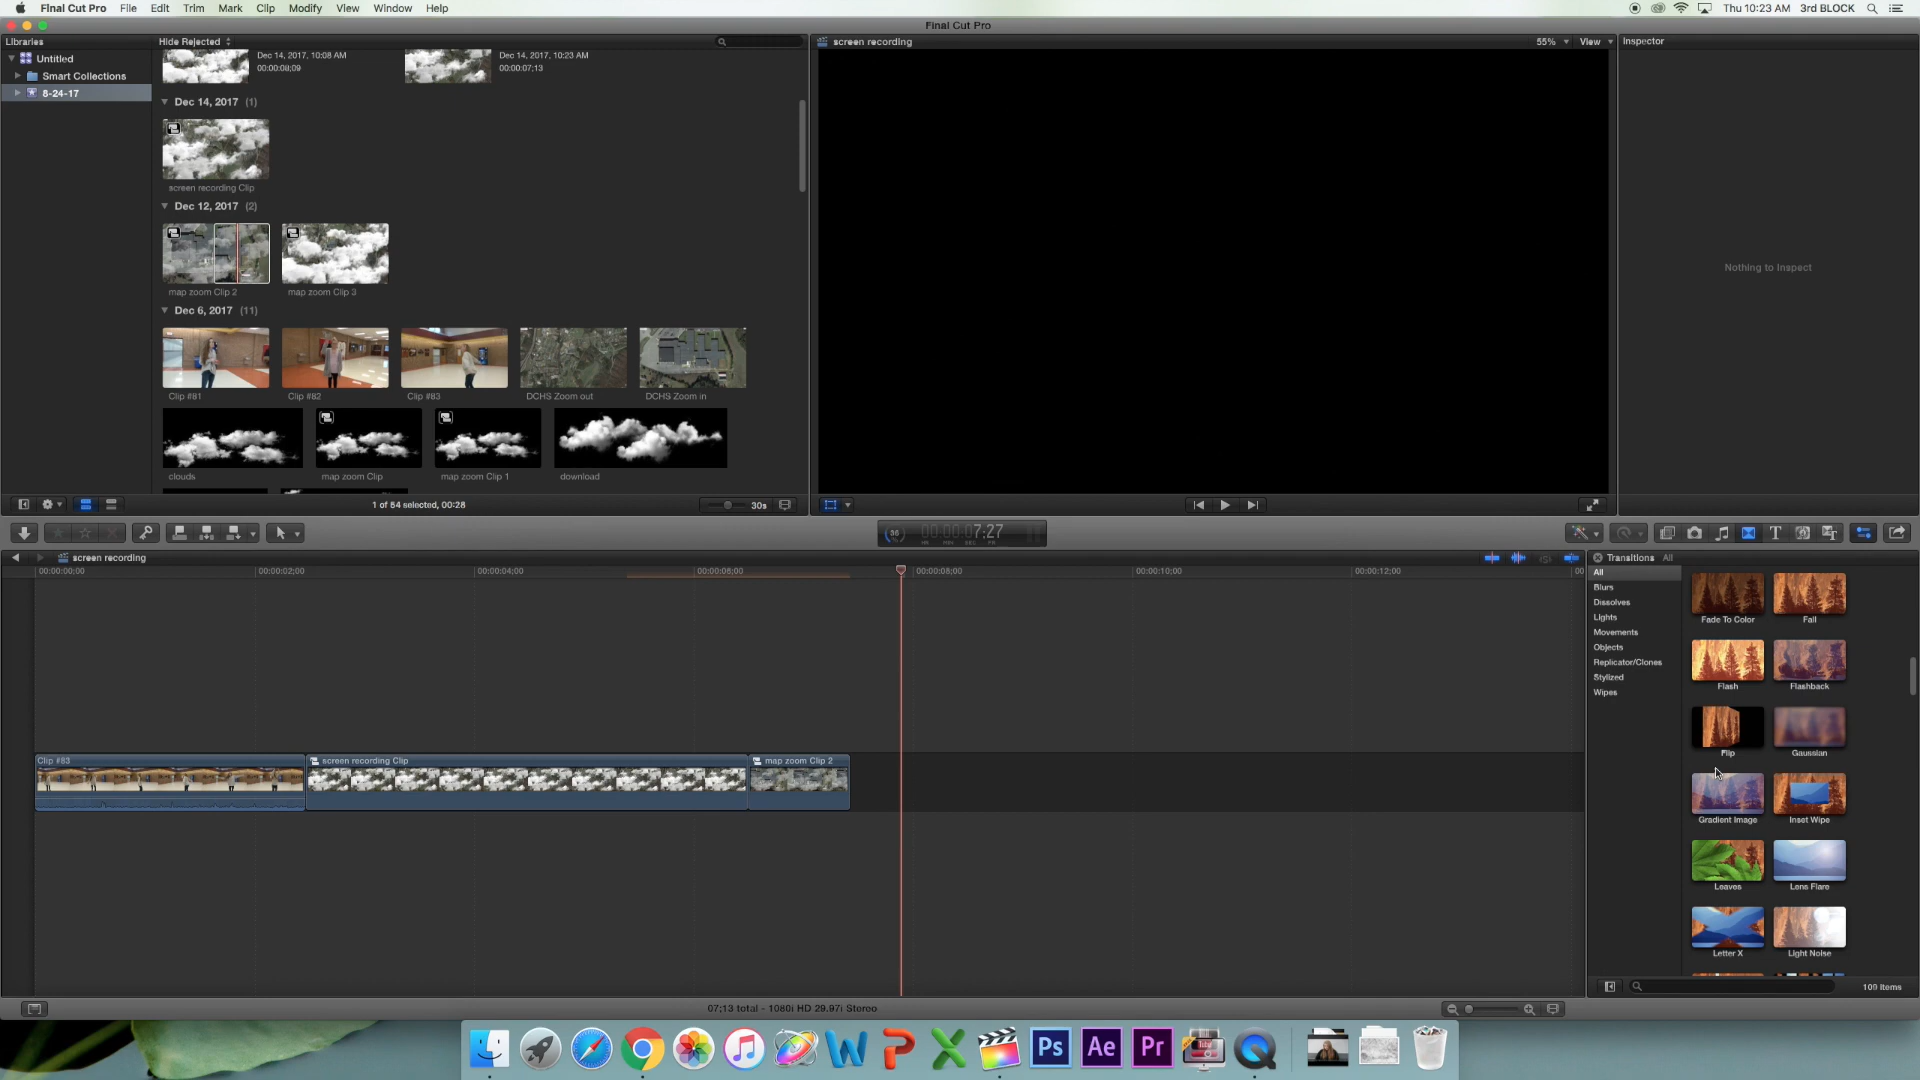 Final Cut Pro File Edit Trim Mark Clip Modify View Window Help
Thu 10:23 AM 3rd BLOCK
Final Cut Pro
Libraries
Hide Rejected
screen recording
55% View
Inspector
Untitled
Smart Collections
8-24-17
Dec 14, 2017, 10:08 AM
00:00:08;09
Dec 14, 2017, 10:23 AM
00:00:07;13
Dec 14, 2017 (1)
screen recording Clip
Dec 12, 2017 (2)
map zoom Clip 2
map zoom Clip 3
Dec 6, 2017 (11)
Clip #81
Clip #82
Clip #83
DCHS Zoom out
DCHS Zoom in
clouds
map zoom Clip
map zoom Clip 1
download
Nothing to Inspect
1 of 54 selected, 00:28
30s
00:00:07;27
screen recording
Transitions All
00:00:00;00
00:00:02;00
00:00:04;00
00:00:06;00
00:00:08;00
00:00:10;00
00:00:12;00
00
Clip #83
screen recording Clip
map zoom Clip 2
All
Blurs
Dissolves
Lights
Movements
Objects
Replicator/Clones
Stylized
Wipes
Fade To Color
Fall
Flash
Flashback
Flip
Gaussian
Gradient Image
Inset Wipe
Leaves
Lens Flare
Letter X
Light Noise
109 items
07;13 total - 1080i HD 29.97i Stereo
Ps
Ae
Pr